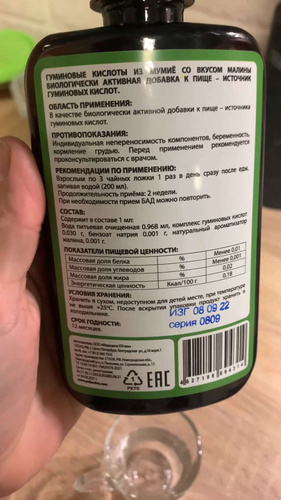 ГУМИНОВЫЕ КИСЛОТЫ ИЗ МУМИЁ СО ВКУСОМ МАЛИНЫ
БИОЛОГИЧЕСКИ АКТИВНАЯ ДОБАВКА К ПИЩЕ – ИСТОЧНИК
ГУМИНОВЫХ КИСЛОТ.
ОБЛАСТЬ ПРИМЕНЕНИЯ:
В качестве биологически активной добавки к пище – источника
гуминовых кислот.
ПРОТИВОПОКАЗАНИЯ:
Индивидуальная непереносимость компонентов, беременность,
кормление грудью. Перед применением рекомендуется
проконсультироваться с врачом.
РЕКОМЕНДАЦИИ ПО ПРИМЕНЕНИЮ:
Взрослым по 3 чайных ложки 1 раз в день сразу после еды,
запивая водой (200 мл).
Продолжительность приёма: 2 недели.
При необходимости прием БАД можно повторить.
СОСТАВ:
Содержит в составе 1 мл:
Вода питьевая очищенная 0.968 мл, комплекс гуминовых кислот
0.030 г, бензоат натрия 0.001 г, натуральный ароматизатор
малина, 0.001 г.
ПОКАЗАТЕЛИ ПИЩЕВОЙ ЦЕННОСТИ:
Массовая доля белка % Менее 0,01
Массовая доля углеводов % Менее 0,001
Массовая доля жира % 0,02
Энергетическая ценность Ккал/100 г 0,18
УСЛОВИЯ ХРАНЕНИЯ:
Хранить в сухом, недоступном для детей месте, при температуре
не выше +25°С. После вскрытия упаковки продукт хранить в
холодильнике.
ИЗГ 08 09 22
СРОК ГОДНОСТИ:
серия 0809
12 месяцев.
PET6
EAC